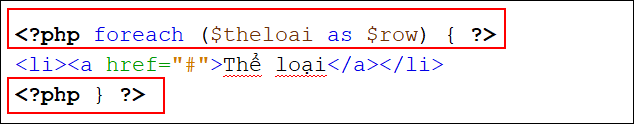 <?php foreach ($theloai as $row) { ?>
<li><a href="#">Thể loại</a></li>
<?php } ?>